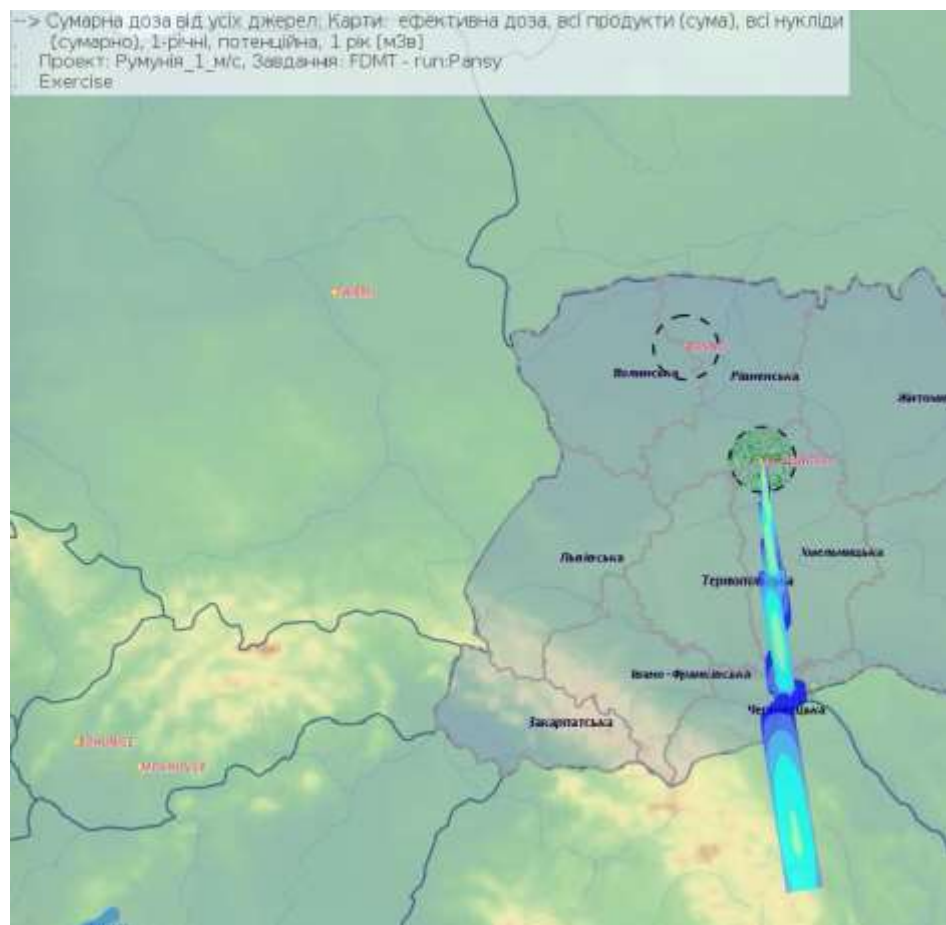 --> Сумарна доза від усіх джерел: Карти: ефективна доза, всі продукти (сума), всі нукліди
(сумарно), 1-річні, потенційна, 1 рік [мЗв]
Проект: Румунія_1_м/с, Завдання: FDMT - run:Pansy
Exercise
Волинська
Рівненська
Житоми
Львівська
Хмельницька
Тернопільська
Івано-Франківська
Чернівецька
Закарпатська